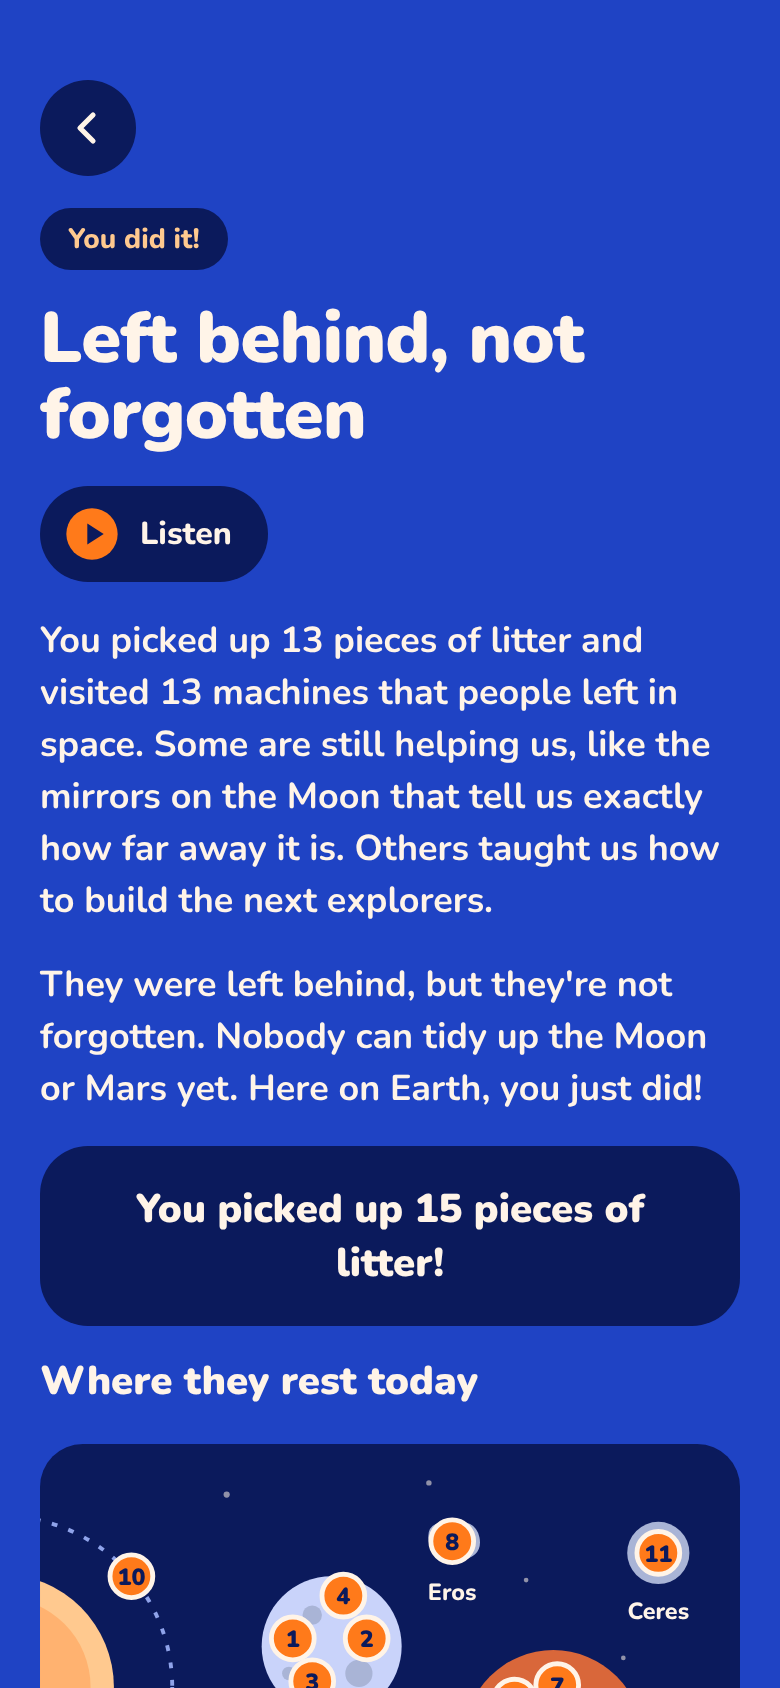 You did it!
Left behind, not
forgotten
Listen
You picked up 13 pieces of litter and
visited 13 machines that people left in
space. Some are still helping us, like the
mirrors on the Moon that tell us exactly
how far away it is. Others taught us how
to build the next explorers.
They were left behind, but they're not
forgotten. Nobody can tidy up the Moon
or Mars yet. Here on Earth, you just did!
You picked up 15 pieces of
litter!
Where they rest today
8
11
10
Eros
4
Ceres
1
2
3
7